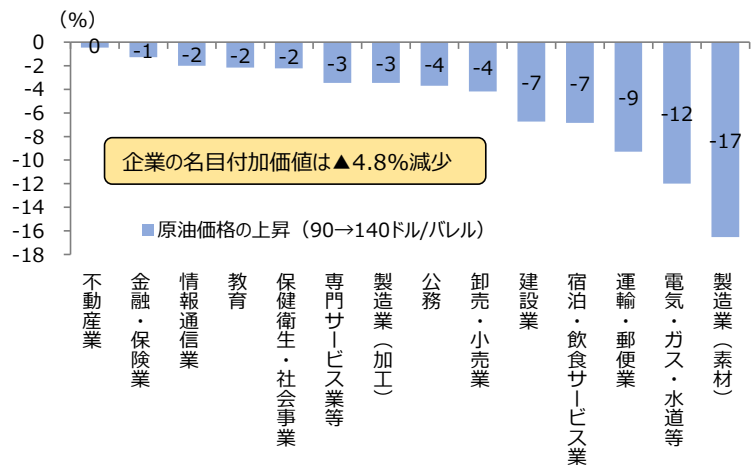 （%）
0
-2
-4
-6
-8
-10
-12
-14
-16
-18
0
-1
-2
-2
-2
-3
-3
-4
-4
-7
-7
-9
-12
-17
企業の名目付加価値は▲4.8%減少
原油価格の上昇（90→140ドル/バレル）
不動産業
金融・保険業
情報通信業
教育
保健衛生・社会事業
専門サービス業等
製造業（加工）
公務
卸売・小売業
建設業
宿泊・飲食サービス業
運輸・郵便業
電気・ガス・水道等
製造業（素材）